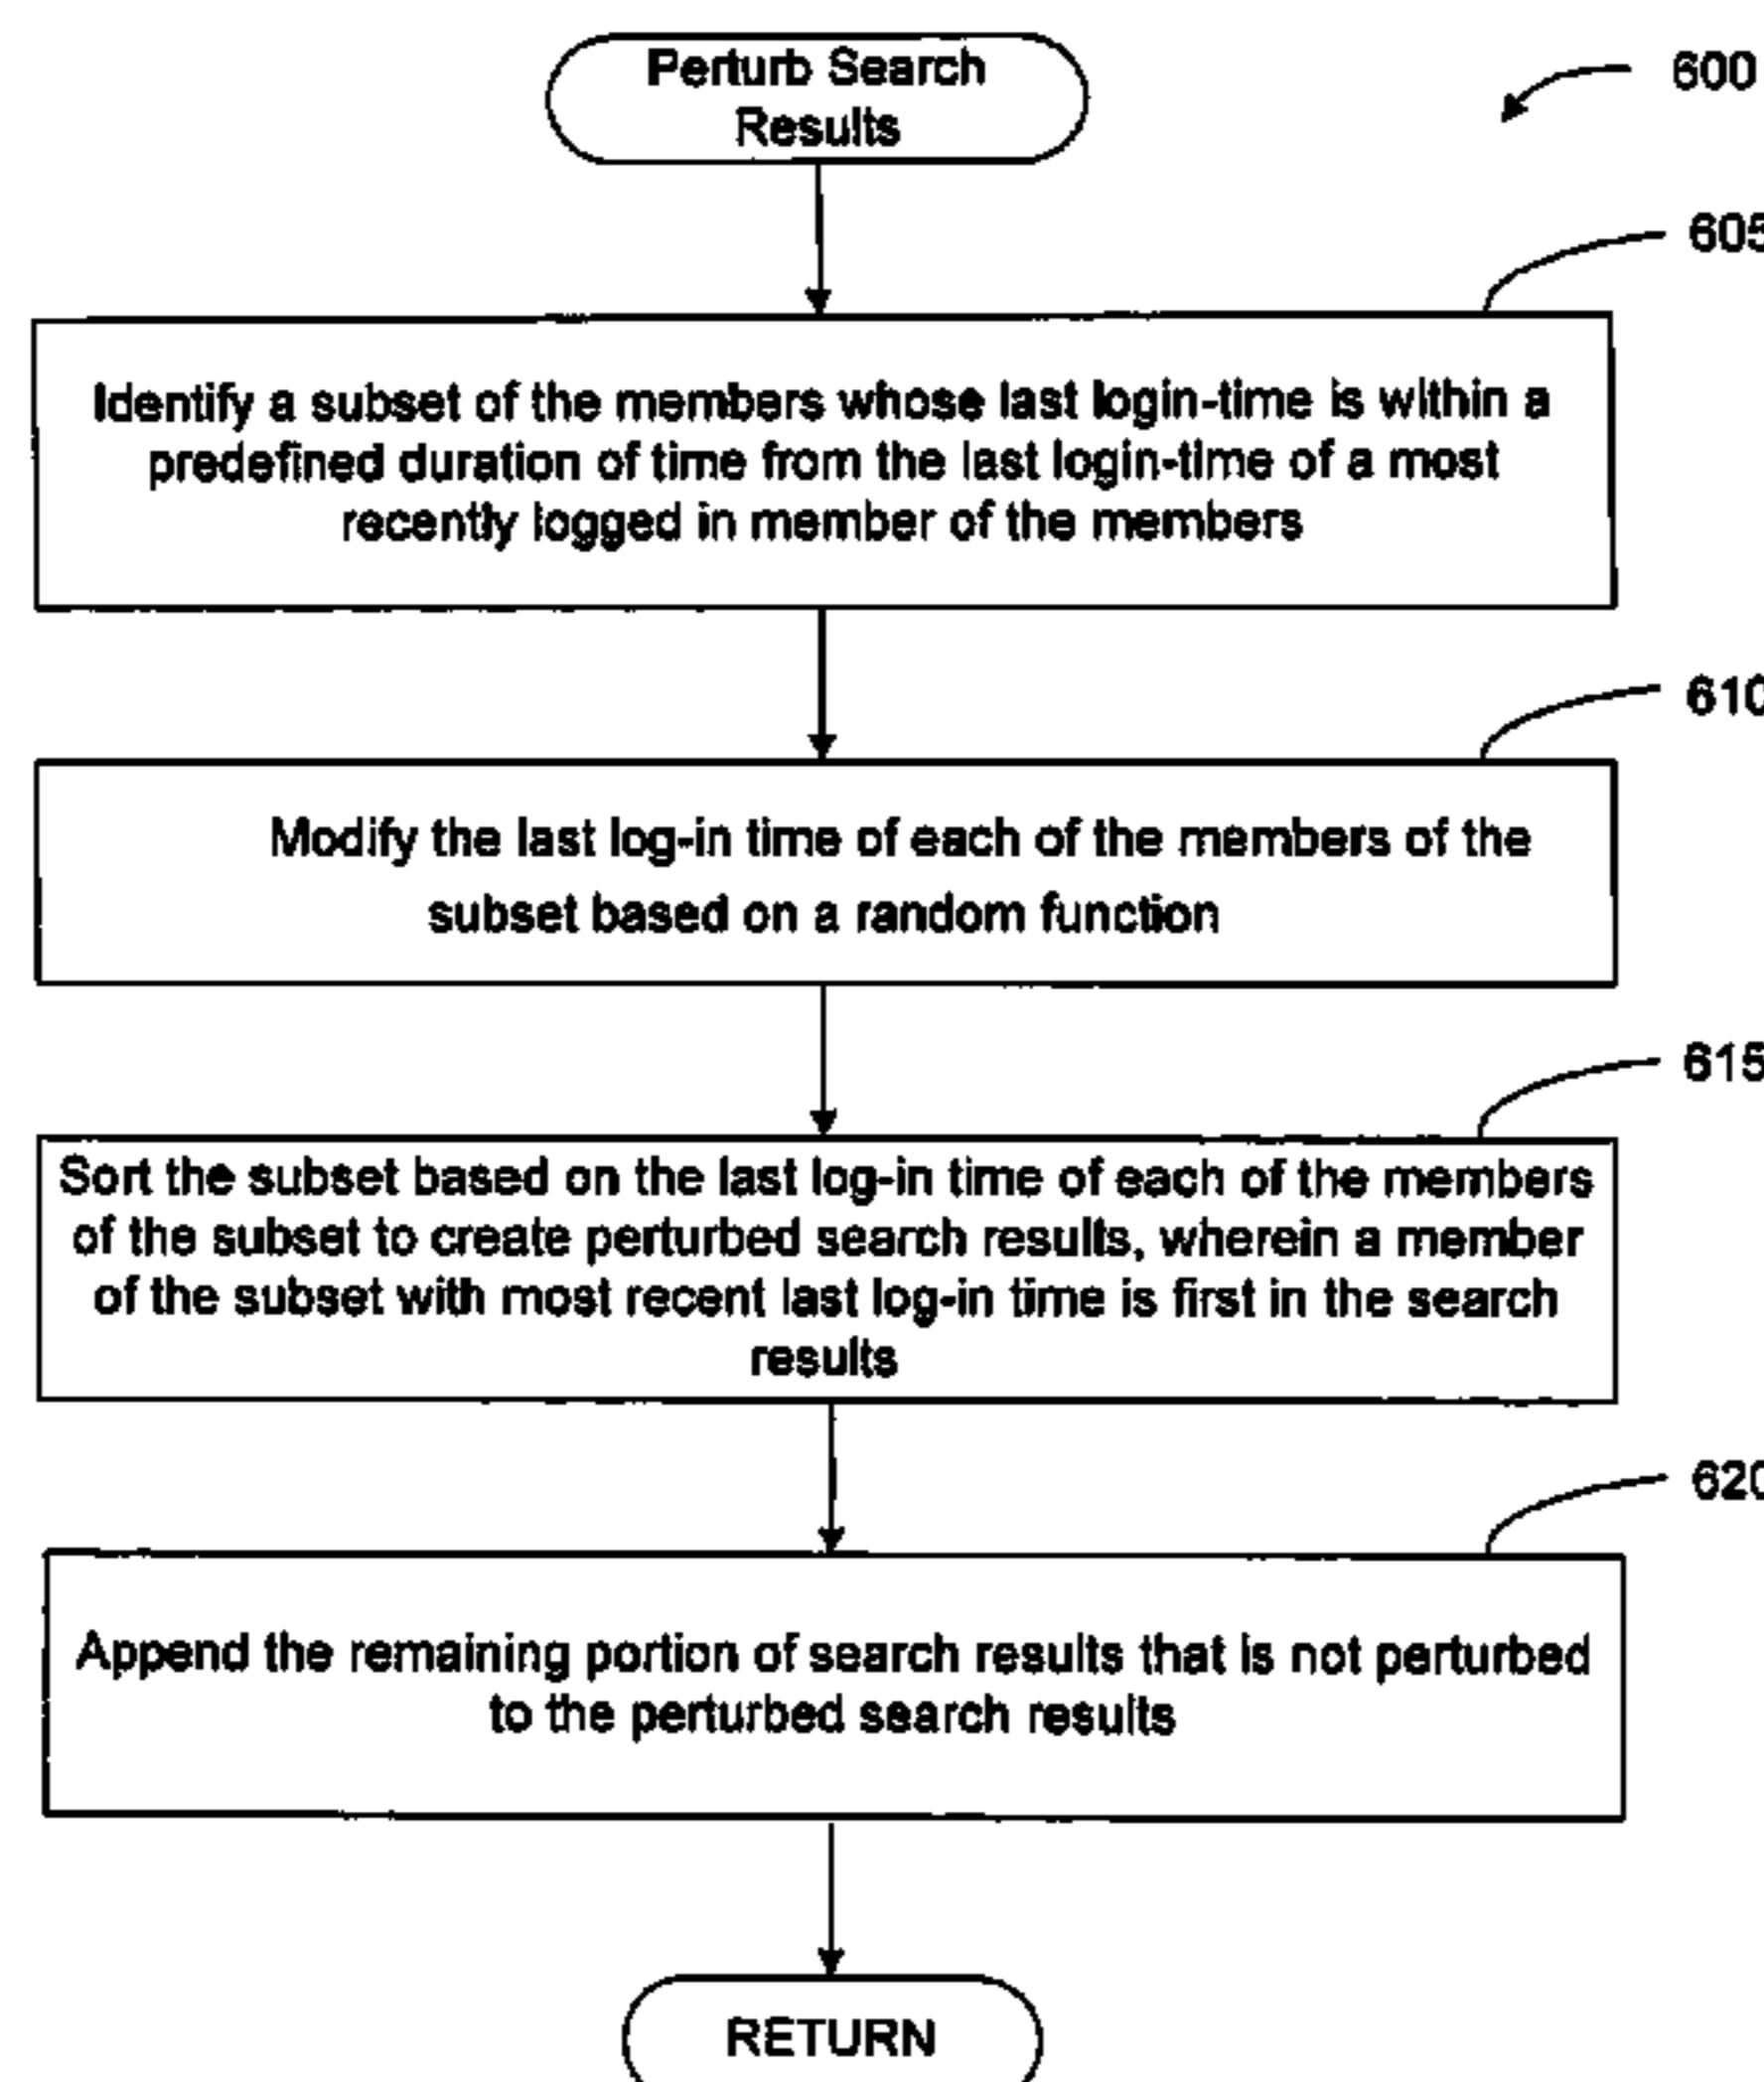 Perturb Search
Results
600
605
Identify a subset of the members whose last login-time is within a
predefined duration of time from the last login-time of a most
recently logged in member of the members
610
Modify the last log-in time of each of the members of the
subset based on a random function
615
Sort the subset based on the last log-in time of each of the members
of the subset to create perturbed search results, wherein a member
of the subset with most recent last log-in time is first in the search
results
620
Append the remaining portion of search results that is not perturbed
to the perturbed search results
RETURN